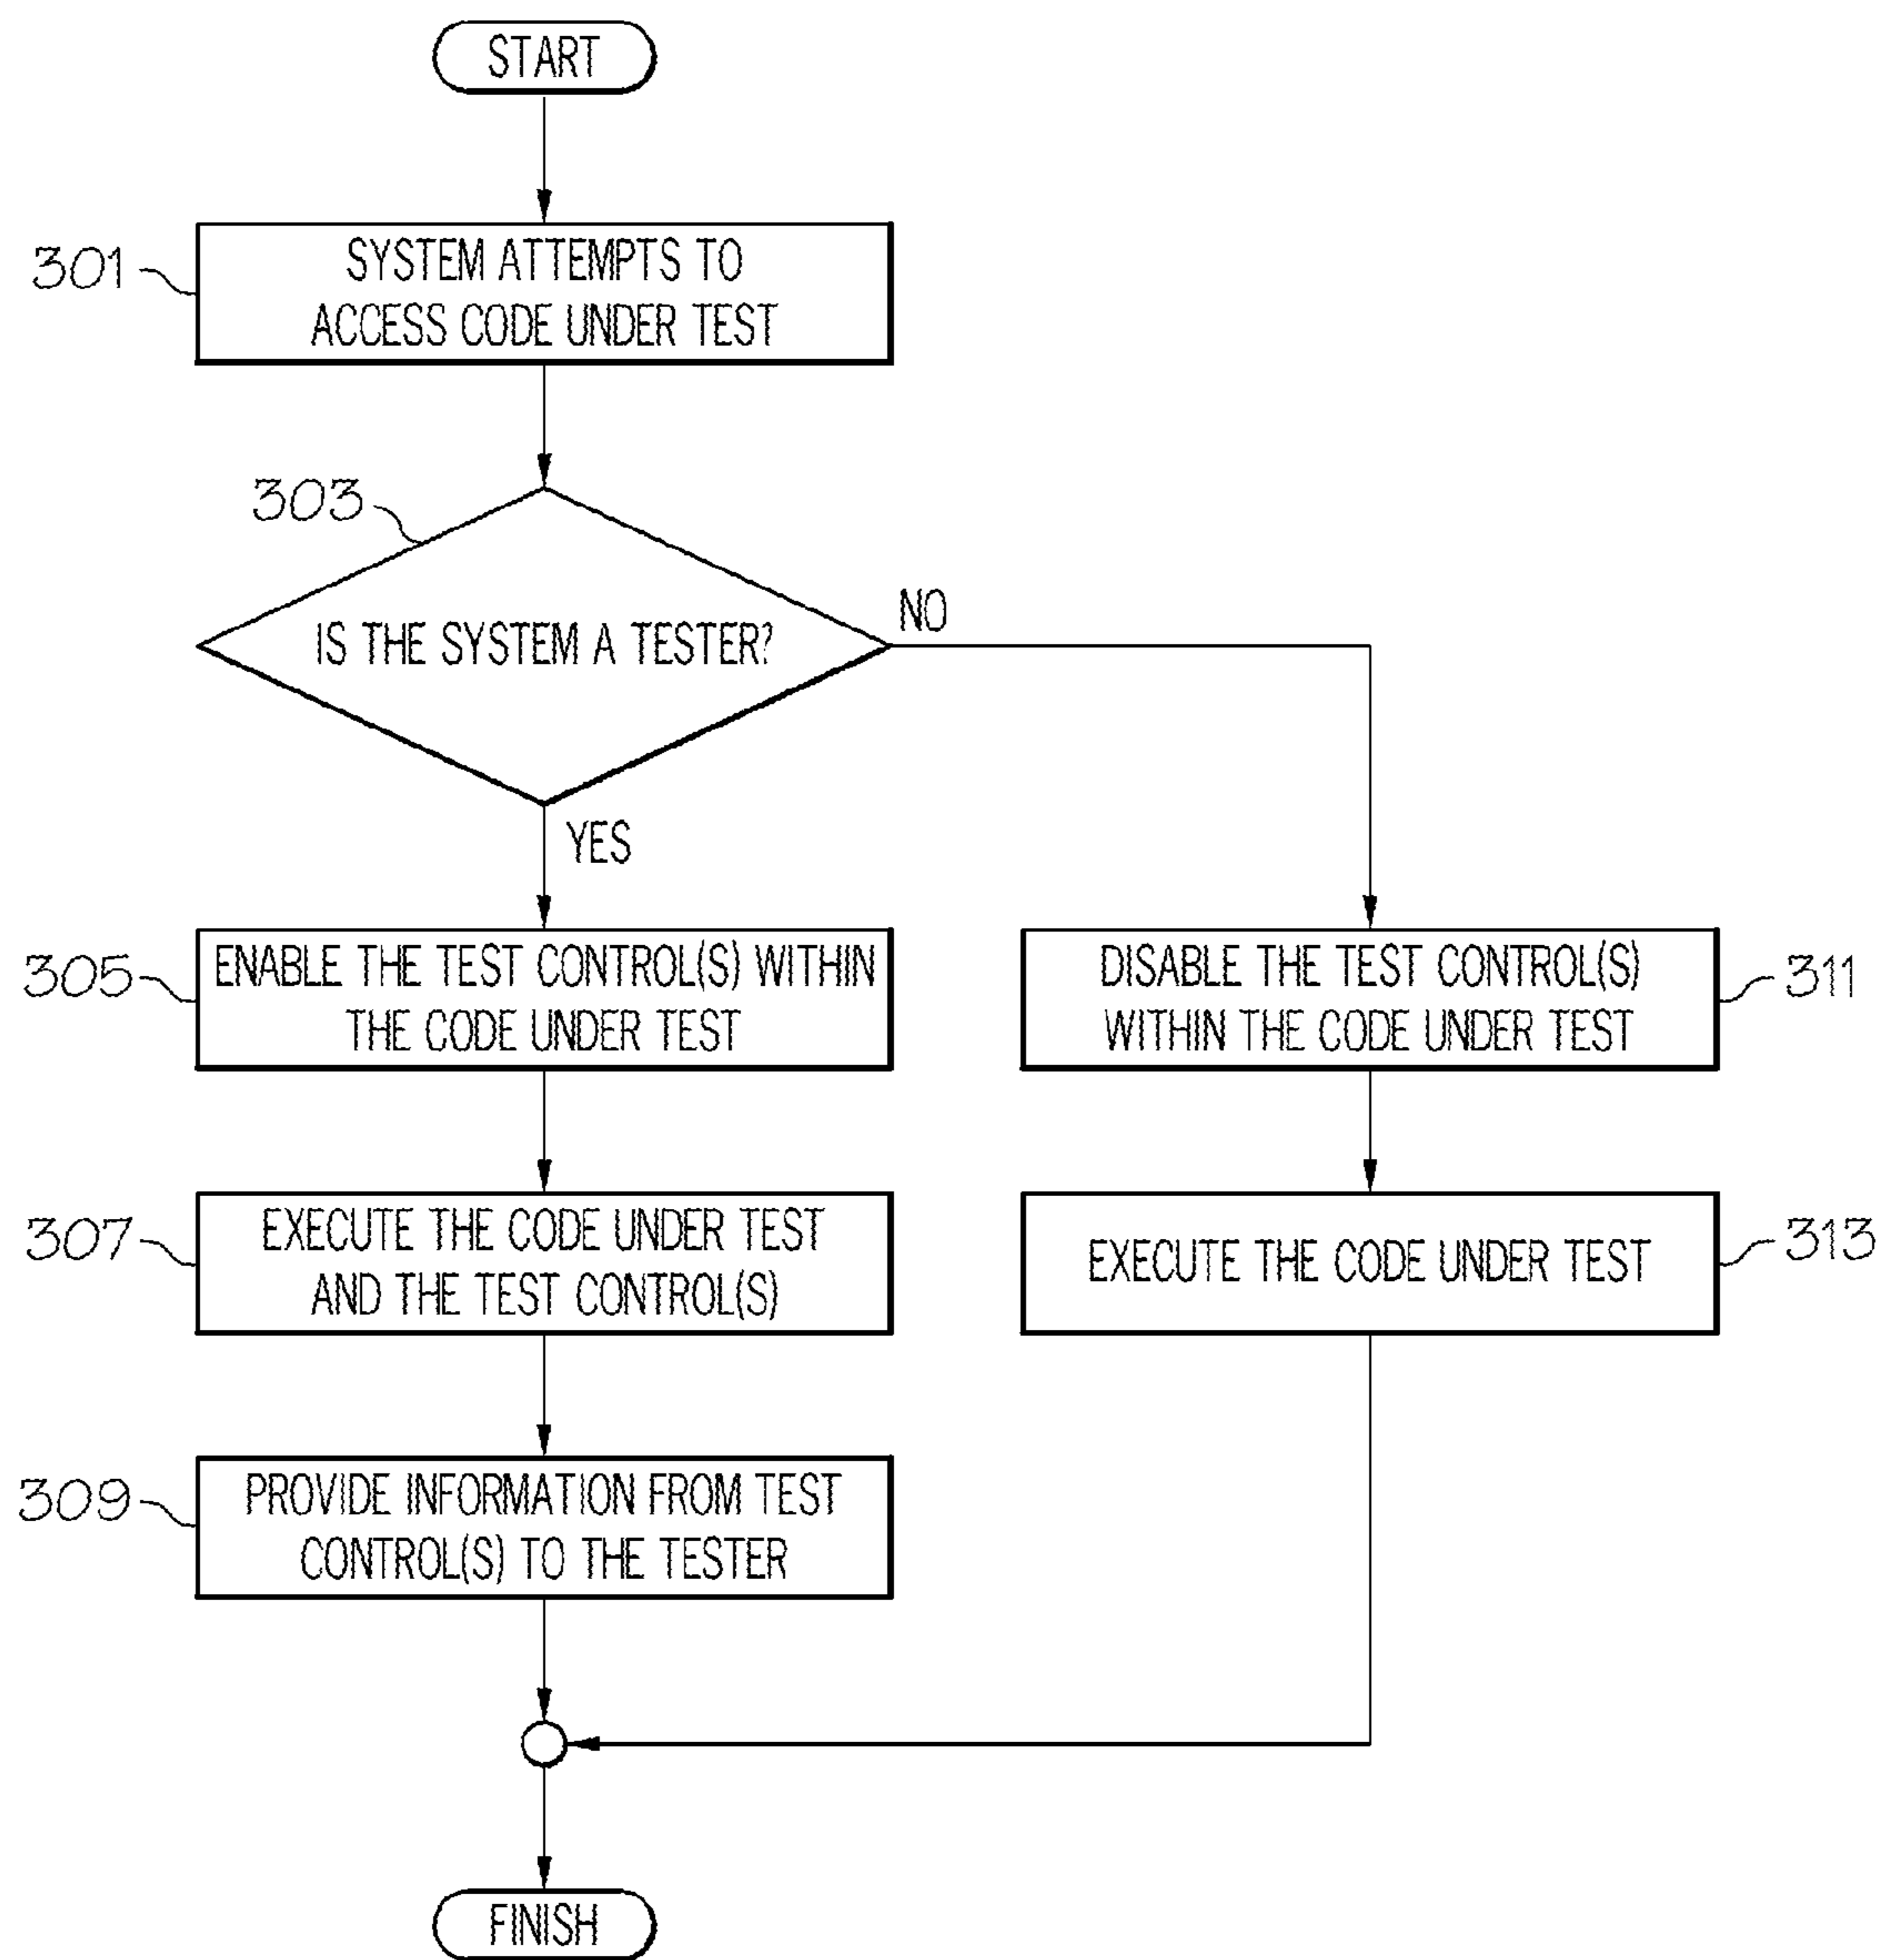 START
301
SYSTEM ATTEMPTS TO
ACCESS CODE UNDER TEST
303
IS THE SYSTEM A TESTER?
NO
YES
305
ENABLE THE TEST CONTROL(S) WITHIN
THE CODE UNDER TEST
DISABLE THE TEST CONTROL(S)
WITHIN THE CODE UNDER TEST
311
307
EXECUTE THE CODE UNDER TEST
AND THE TEST CONTROL(S)
EXECUTE THE CODE UNDER TEST
313
309
PROVIDE INFORMATION FROM TEST
CONTROL(S) TO THE TESTER
FINISH